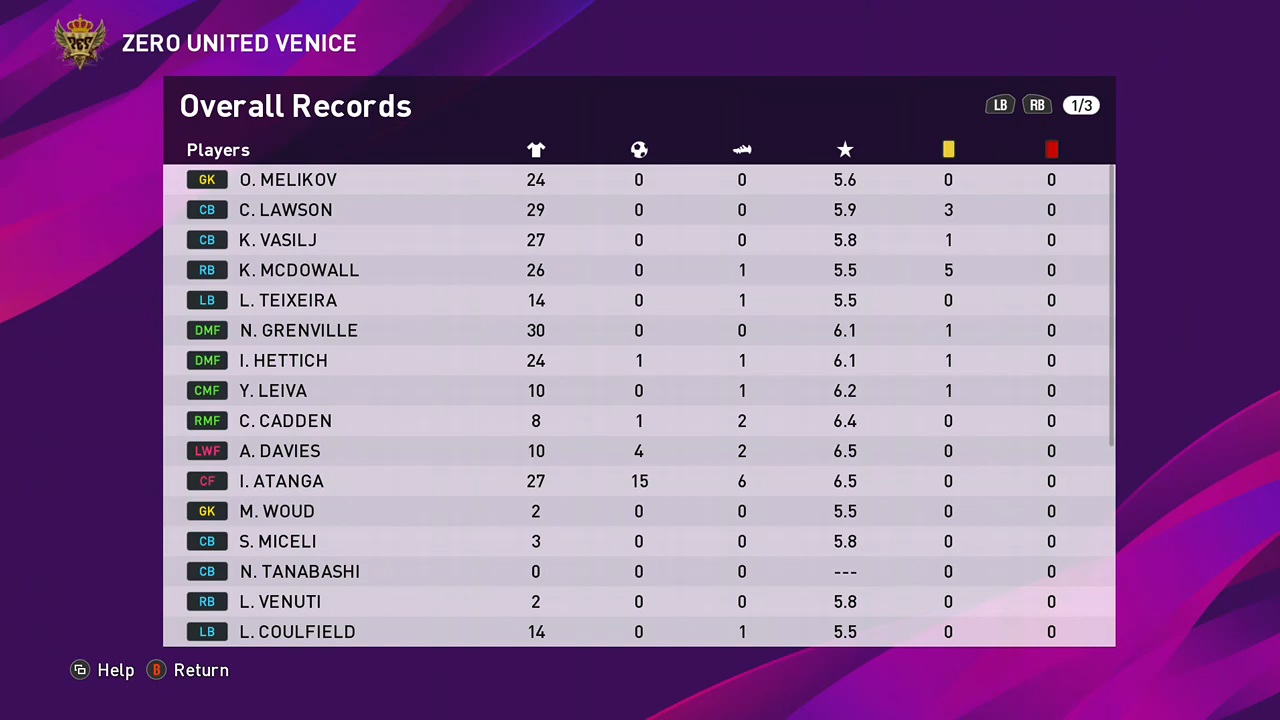 ZERO UNITED VENICE
Overall Records LB RB 1/3
Players
GK O. MELIKOV 24 0 0 5.6 0 0
CB C. LAWSON 29 0 0 5.9 3 0
CB K. VASILJ 27 0 0 5.8 1 0
RB K. MCDOWALL 26 0 1 5.5 5 0
LB L. TEIXEIRA 14 0 1 5.5 0 0
DMF N. GRENVILLE 30 0 0 6.1 1 0
DMF I. HETTICH 24 1 1 6.1 1 0
CMF Y. LEIVA 10 0 1 6.2 1 0
RMF C. CADDEN 8 1 2 6.4 0 0
LWF A. DAVIES 10 4 2 6.5 0 0
CF I. ATANGA 27 15 6 6.5 0 0
GK M. WOUD 2 0 0 5.5 0 0
CB S. MICELI 3 0 0 5.8 0 0
CB N. TANABASHI 0 0 0 --- 0 0
RB L. VENUTI 2 0 0 5.8 0 0
LB L. COULFIELD 14 0 1 5.5 0 0
Help B Return